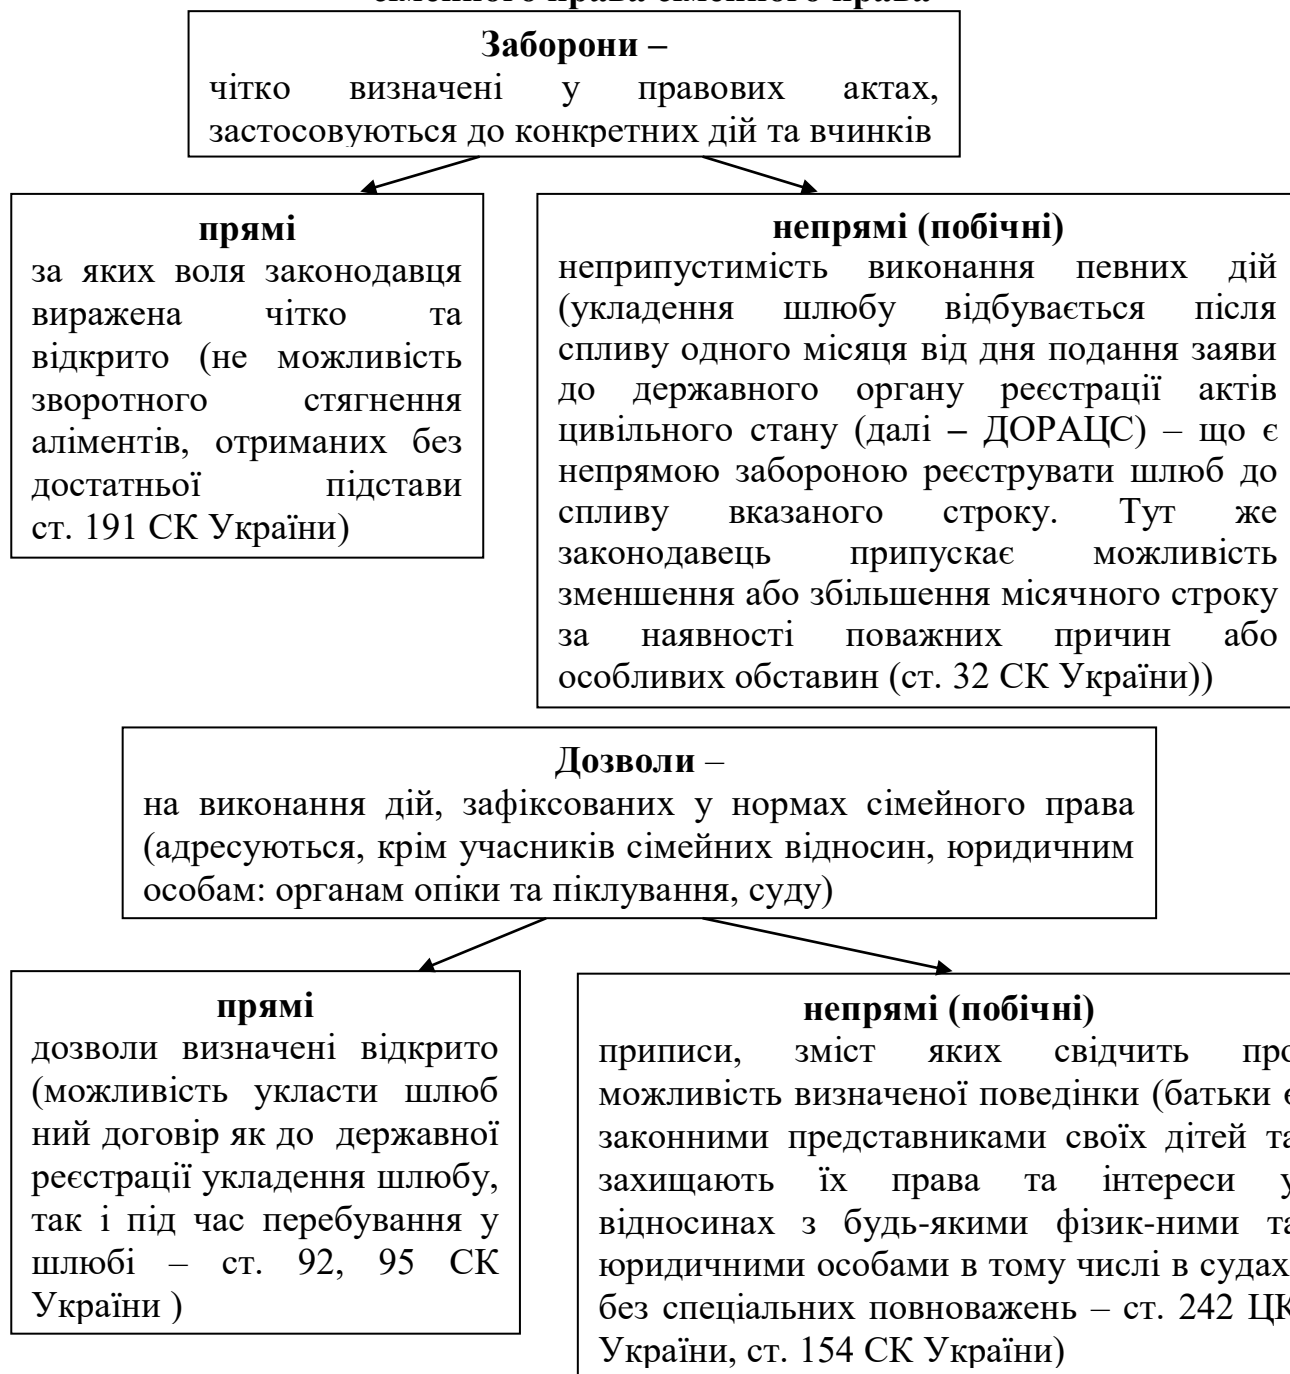 сімейного права сімейного права
Заборони –
чітко визначені у правових актах,
застосовуються до конкретних дій та вчинків
прямі
за яких воля законодавця
виражена чітко та
відкрито (не можливість
зворотного стягнення
аліментів, отриманих без
достатньої підстави
ст. 191 СК України)
непрямі (побічні)
неприпустимість виконання певних дій
(укладення шлюбу відбувається після
спливу одного місяця від дня подання заяви
до державного органу реєстрації актів
цивільного стану (далі – ДОРАЦС) – що є
непрямою забороною реєструвати шлюб до
спливу вказаного строку. Тут же
законодавець припускає можливість
зменшення або збільшення місячного строку
за наявності поважних причин або
особливих обставин (ст. 32 СК України))
Дозволи –
на виконання дій, зафіксованих у нормах сімейного права
(адресуються, крім учасників сімейних відносин, юридичним
особам: органам опіки та піклування, суду)
прямі
дозволи визначені відкрито
(можливість укласти шлюб
ний договір як до державної
реєстрації укладення шлюбу,
так і під час перебування у
шлюбі – ст. 92, 95 СК
України )
непрямі (побічні)
приписи, зміст яких свідчить про
можливість визначеної поведінки (батьки є
законними представниками своїх дітей та
захищають їх права та інтереси у
відносинах з будь-якими фізик-ними та
юридичними особами в тому числі в судах
без спеціальних повноважень – ст. 242 ЦК
України, ст. 154 СК України)